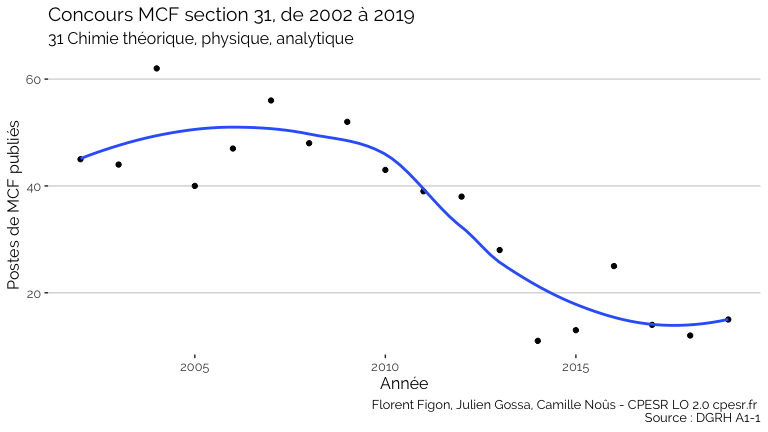 Concours MCF section 31, de 2002 à 2019
31 Chimie théorique, physique, analytique
Postes de MCF publiés
60
40
20
2005 2010 2015
Année
Florent Figon, Julien Gossa, Camille Noûs - CPESR LO 2.0 cpesr.fr
Source : DGRH A1-1